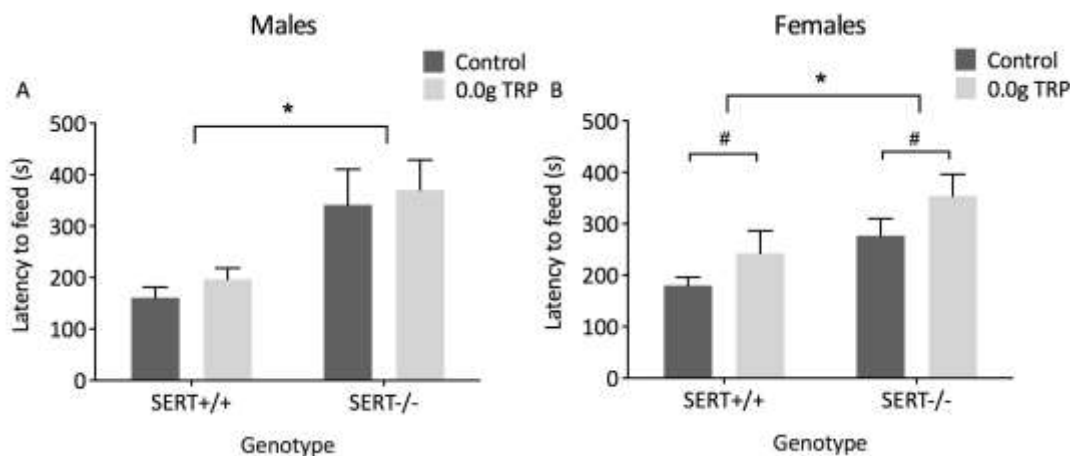 Males
Control
0.0g TRP
A
*
500
400
300
200
100
0
Latency to feed (s)
SERT+/+
SERT-/-
Genotype
Females
Control
0.0g TRP
B
*
#
#
500
400
300
200
100
0
Latency to feed (s)
SERT+/+
SERT-/-
Genotype